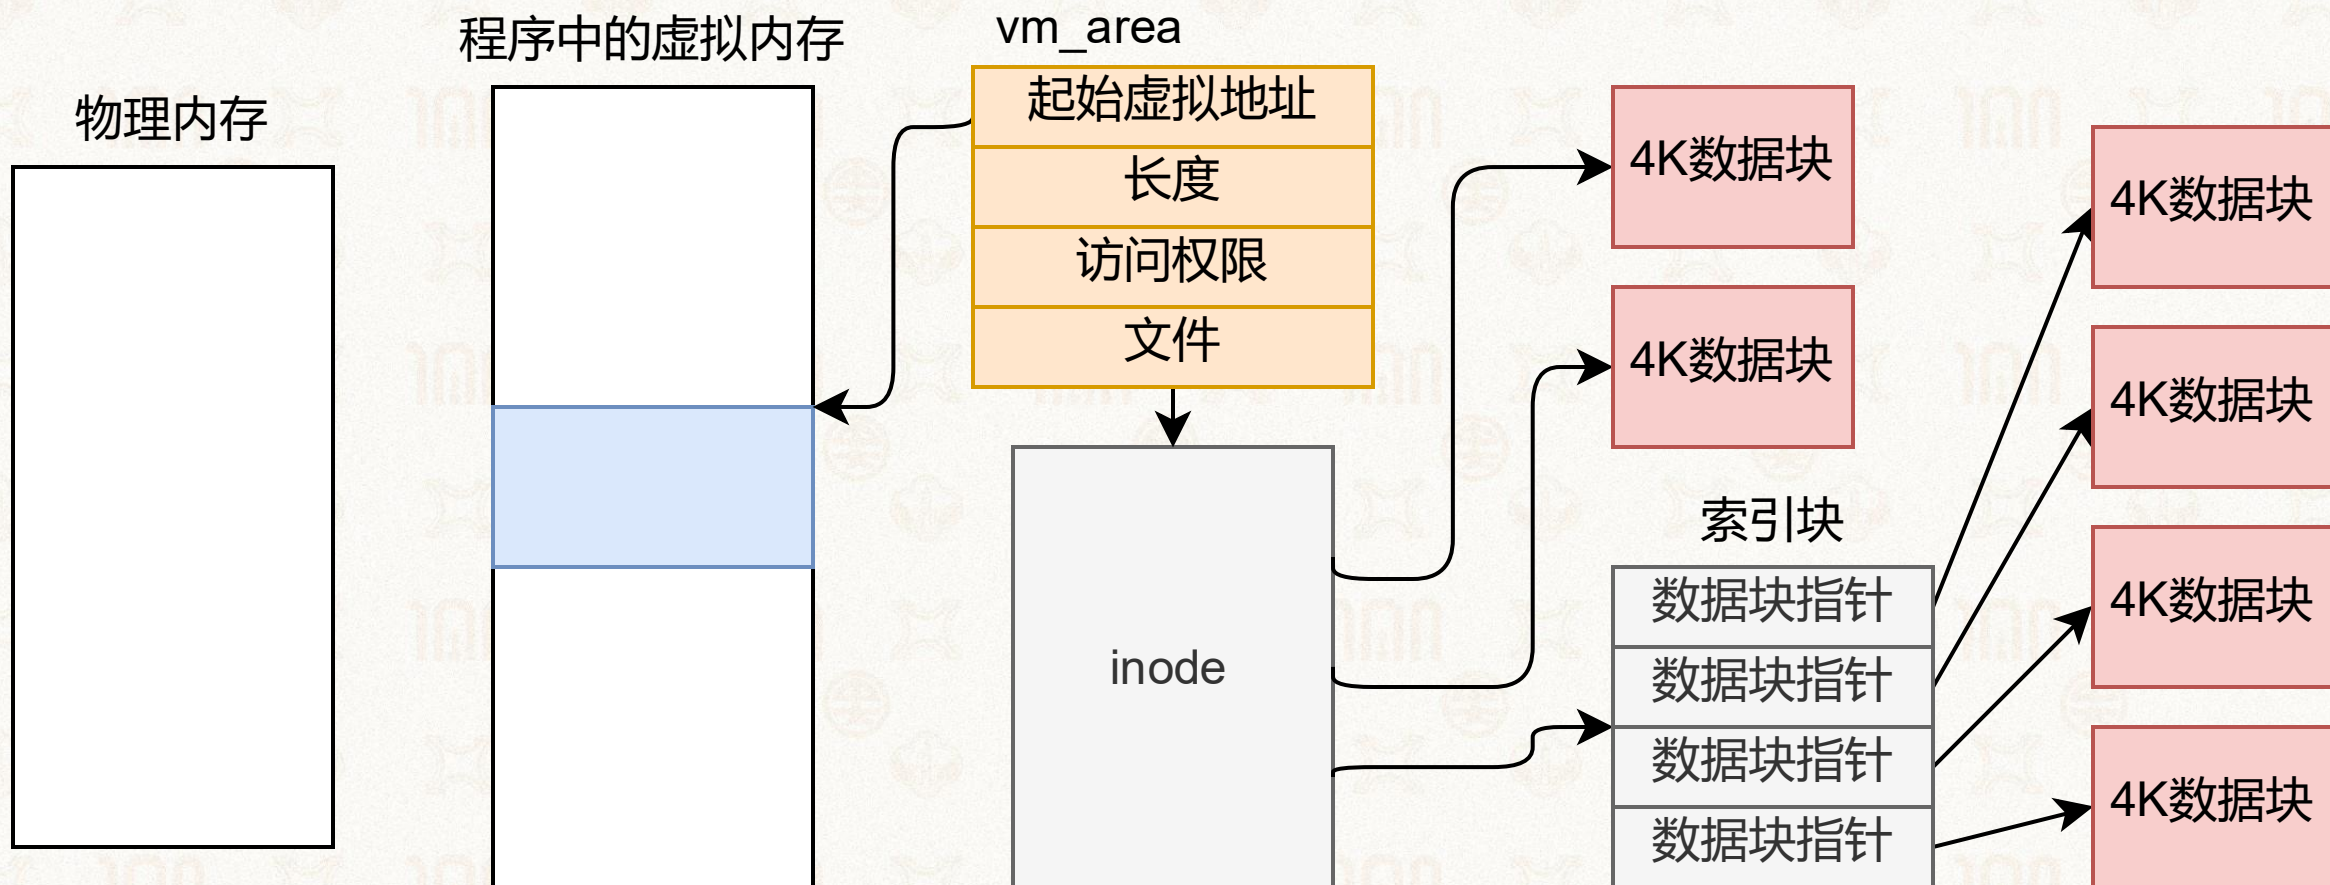 物理内存
程序中的虚拟内存
vm_area
起始虚拟地址
长度
访问权限
文件
inode
4K数据块
4K数据块
索引块
数据块指针
数据块指针
数据块指针
数据块指针
4K数据块
4K数据块
4K数据块
4K数据块